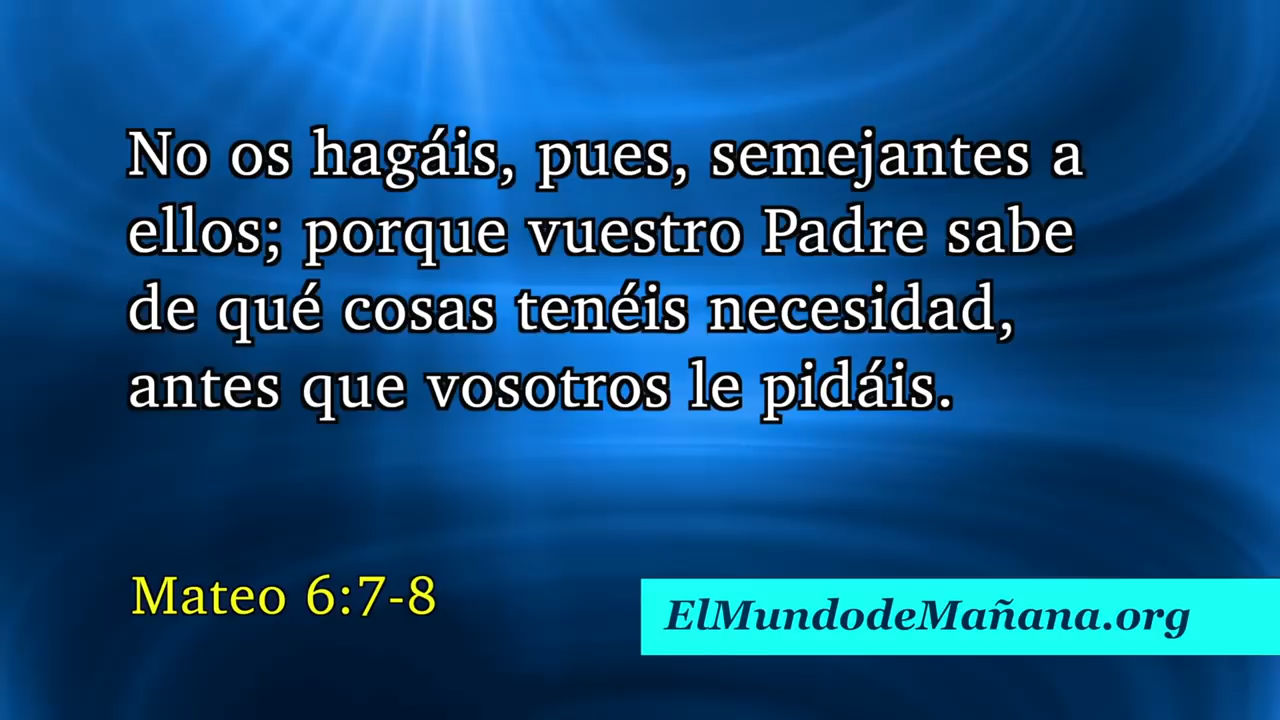 No os hagáis, pues, semejantes a
ellos; porque vuestro Padre sabe
de qué cosas tenéis necesidad,
antes que vosotros le pidáis.
Mateo 6:7-8
ElMundodeMañana.org